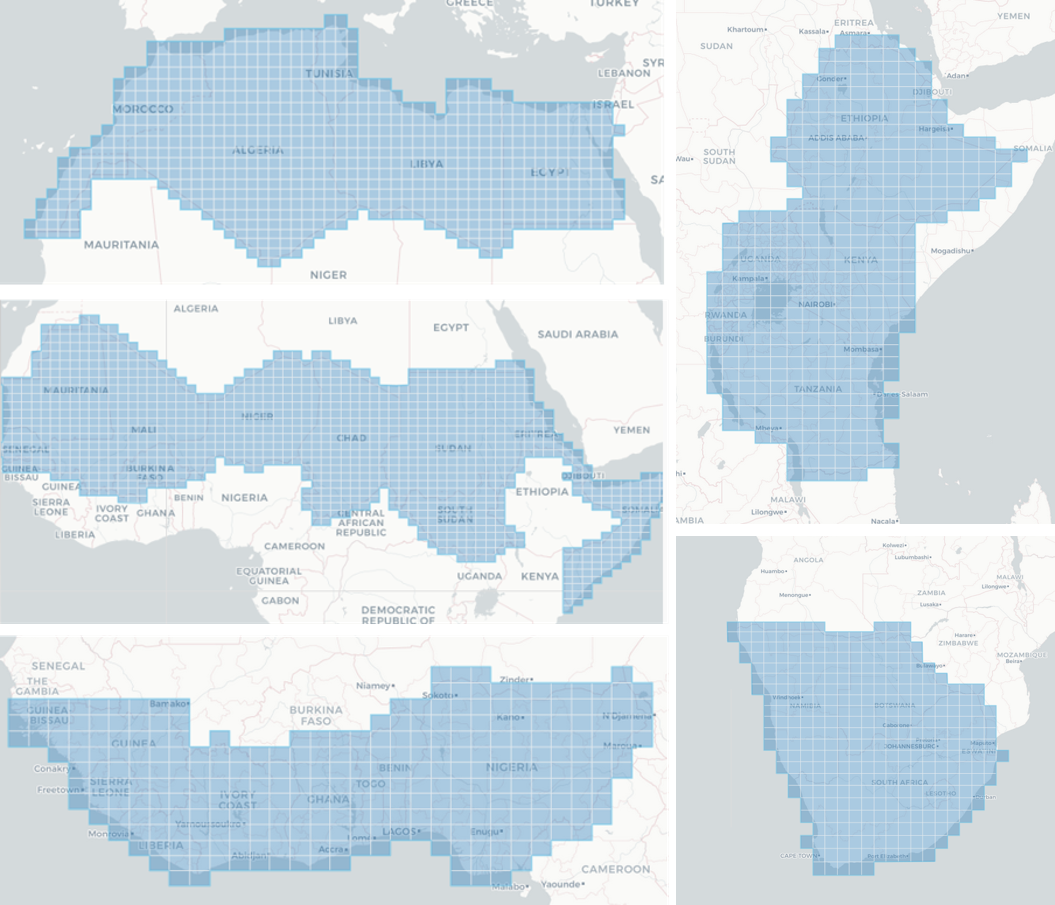 GREECE
TURKEY
TUNISIA
LEBANON
ISRAEL
MOROCCO
ALGERIA
LIBYA
EGYPT
MAURITANIA
NIGER
ALGERIA
LIBYA
EGYPT
SAUDI ARABIA
MAURITANIA
MALI
NIGER
CHAD
SUDAN
ERITREA
YEMEN
SENEGAL
GUINEA-
BISSAU
BURKINA
FASO
GUINEA
BENIN
NIGERIA
DJIBOUTI
ETHIOPIA
SIERRA
LEONE
IVORY
COAST
GHANA
LIBERIA
CENTRAL
AFRICAN
REPUBLIC
SOUTH
SUDAN
CAMEROON
EQUATORIAL
GUINEA
GABON
UGANDA
KENYA
DEMOCRATIC
REPUBLIC OF
SENEGAL
THE
GAMBIA
GUINEA-
BISSAU
Bamako
Niamey
Sokoto
Zinder
BURKINA
FASO
Kano
N'Djamena
GUINEA
Maroua
Conakry
Freetown
SIERRA
LEONE
BENIN
TOGO
NIGERIA
IVORY
COAST
GHANA
Yamoussoukro
Monrovia
LIBERIA
Abidjan
Accra
Lomé
LAGOS
Enugu
CAMEROON
Malabo
Yaounde
ERITREA
YEMEN
Khartoum
Kassala
Asmara
SUDAN
Gonder
Adan
DJIBOUTI
ETHIOPIA
ADDIS ABABA
Hargeisa
SOUTH
SUDAN
Wau
SOMALIA
Mogadishu
UGANDA
KENYA
Kampala
NAIROBI
RWANDA
BURUNDI
Mombasa
TANZANIA
Dar es Salaam
Mbeya
MALAWI
Lilongwe
Nacala
ANGOLA
Kolwezi
Lubumbashi
Huambo
MALAWI
Menongue
ZAMBIA
Lilongwe
Lusaka
Harare
ZIMBABWE
MOZAMBIQUE
Beira
Bulawayo
Windhoek
NAMIBIA
BOTSWANA
Gaborone
Pretoria
JOHANNESBURG
Maputo
SOUTH AFRICA
LESOTHO
CAPE TOWN
Port Elizabeth